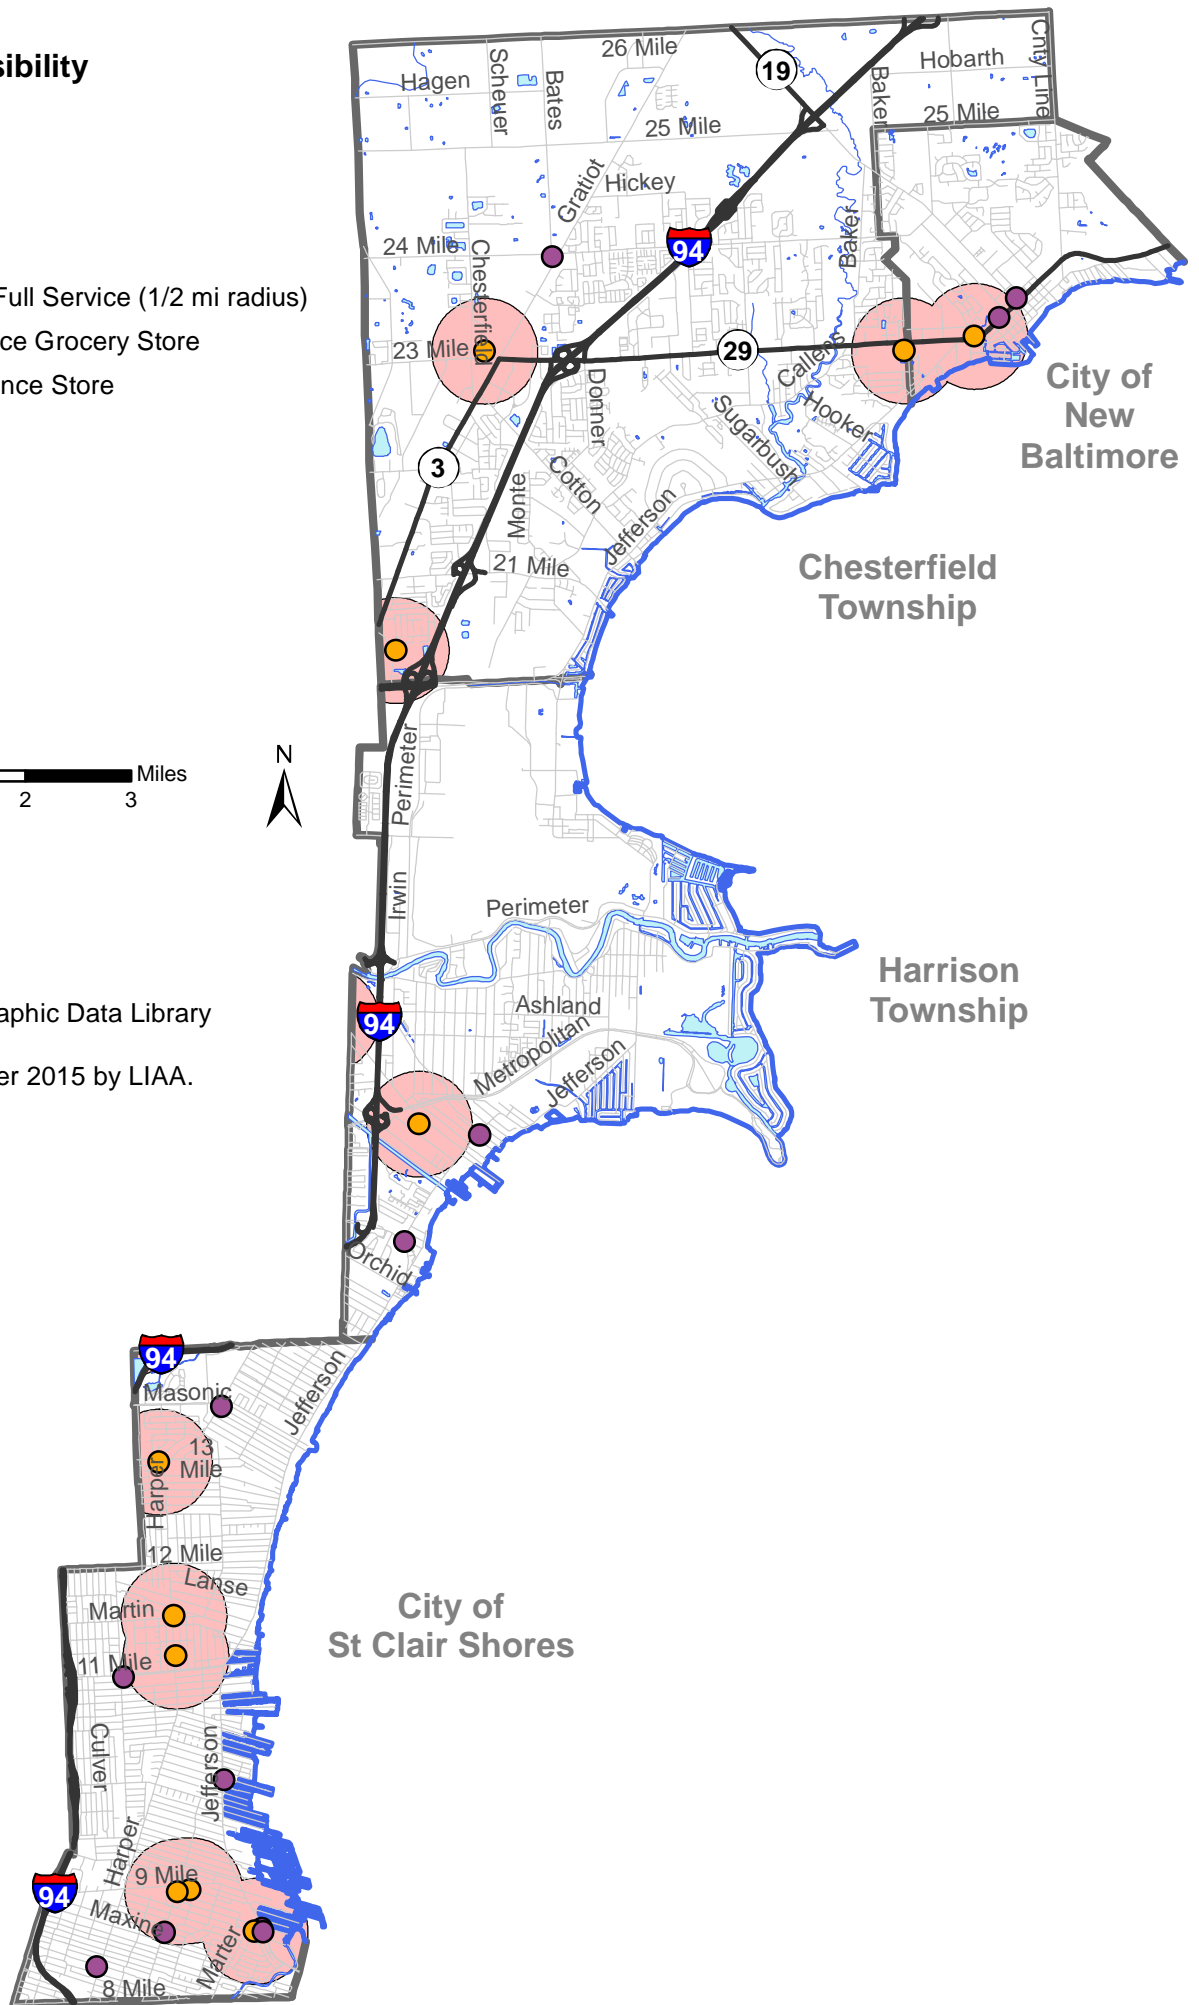 sibility
Full Service (1/2 mi radius)
ce Grocery Store
nce Store
Miles
2
3
N
aphic Data Library
er 2015 by LIAA.
26 Mile
19
Hobarth
Cnty Line
Hagen
Scheuer
Bates
Baker
25 Mile
25 Mile
Gratiot
Hickey
24 Mile
Chesterfield
94
Baker
23 Mile
29
Callens
Donner
Hooker
Sugarbush
City of
New
Baltimore
3
Monte
Cotton
Jefferson
21 Mile
Chesterfield
Township
Perimeter
Irwin
Perimeter
Harrison
Township
94
Ashland
Metropolitan
Jefferson
Orchid
94
Masonic
Jefferson
13
Mile
Harper
12 Mile
Lanse
Martin
11 Mile
City of
St Clair Shores
Culver
Jefferson
Harper
9 Mile
94
Maxine
Marter
8 Mile